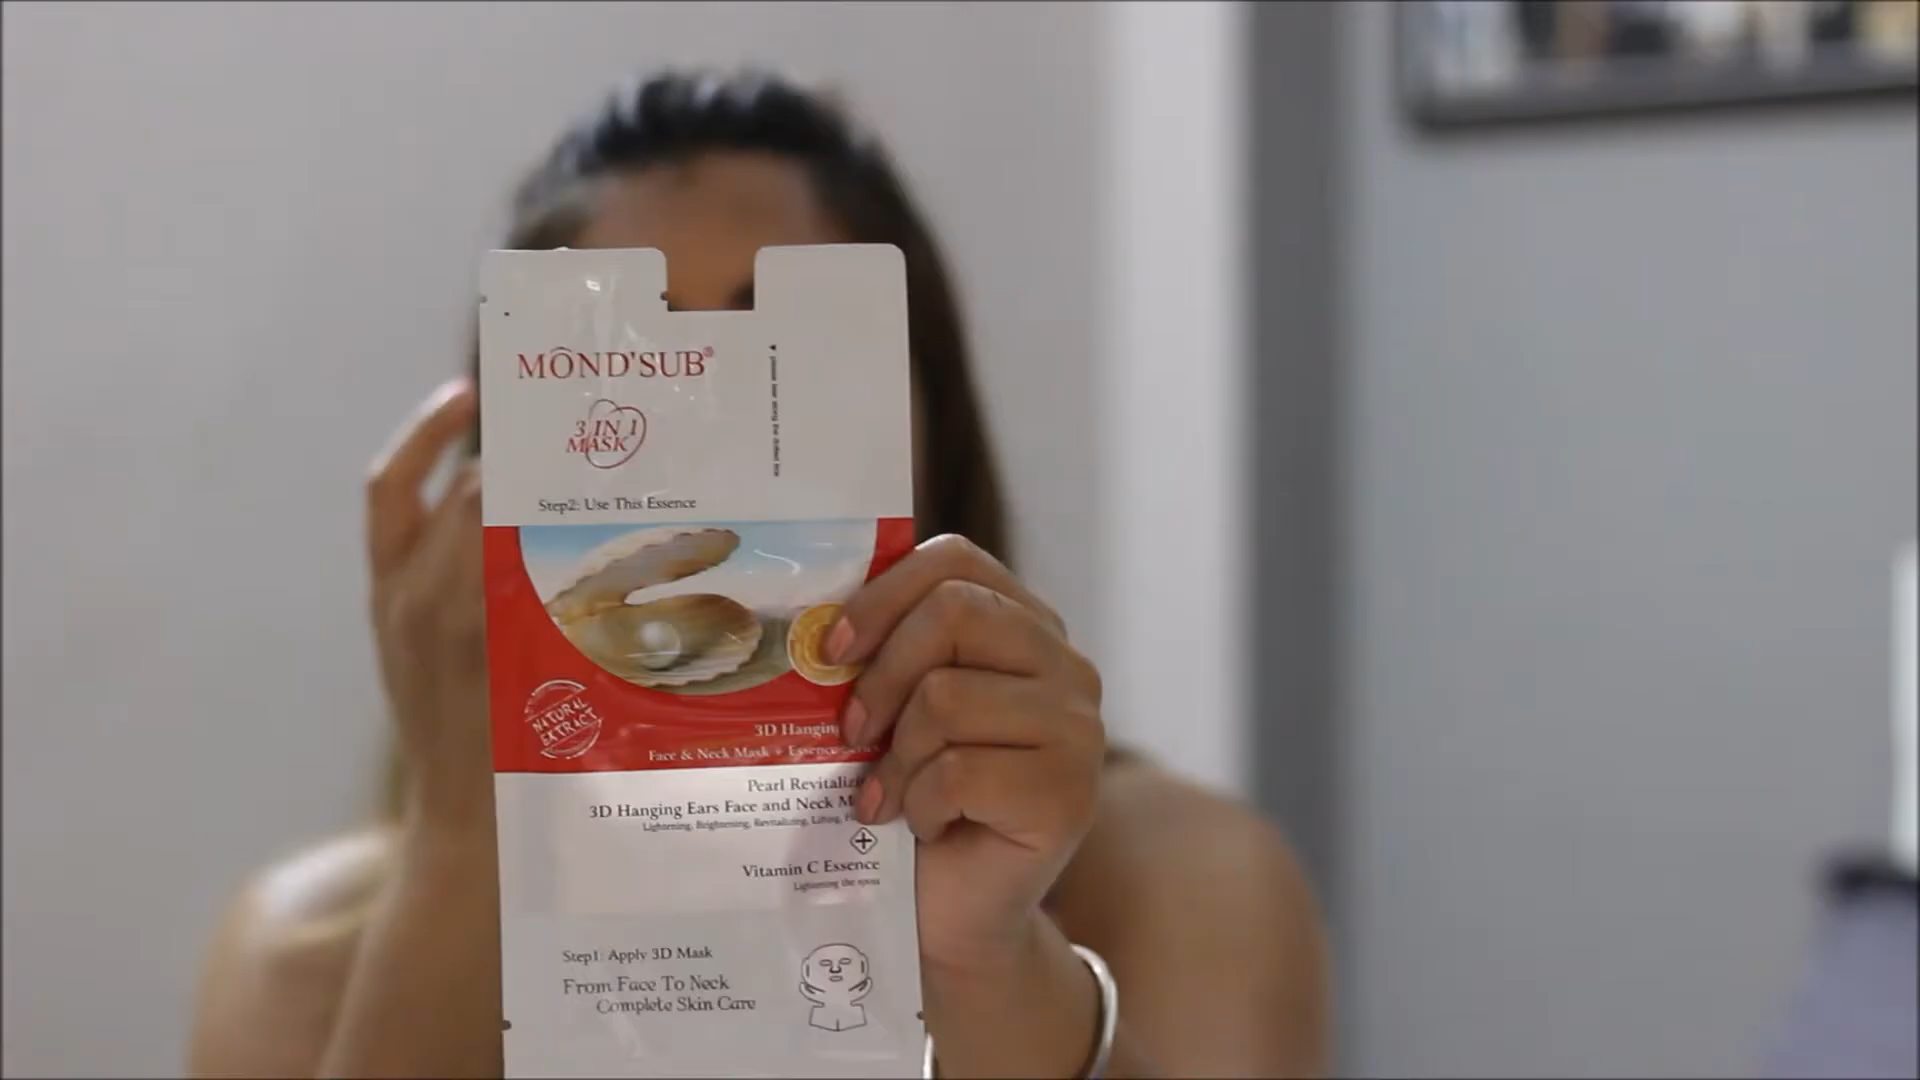 MÔND'SUB®
3 IN 1
MASK
Step2: Use This Essence
NATURAL
EXTRACT
3D Hanging
Face & Neck Mask + Essence
Pearl
3D Hanging Ears Face and Neck
Lightening, Brightening, Revitalizing, Lifting,
Vitamin C Essence
Lightening the spots
Step1: Apply 3D Mask
From Face To Neck
Complete Skin Care